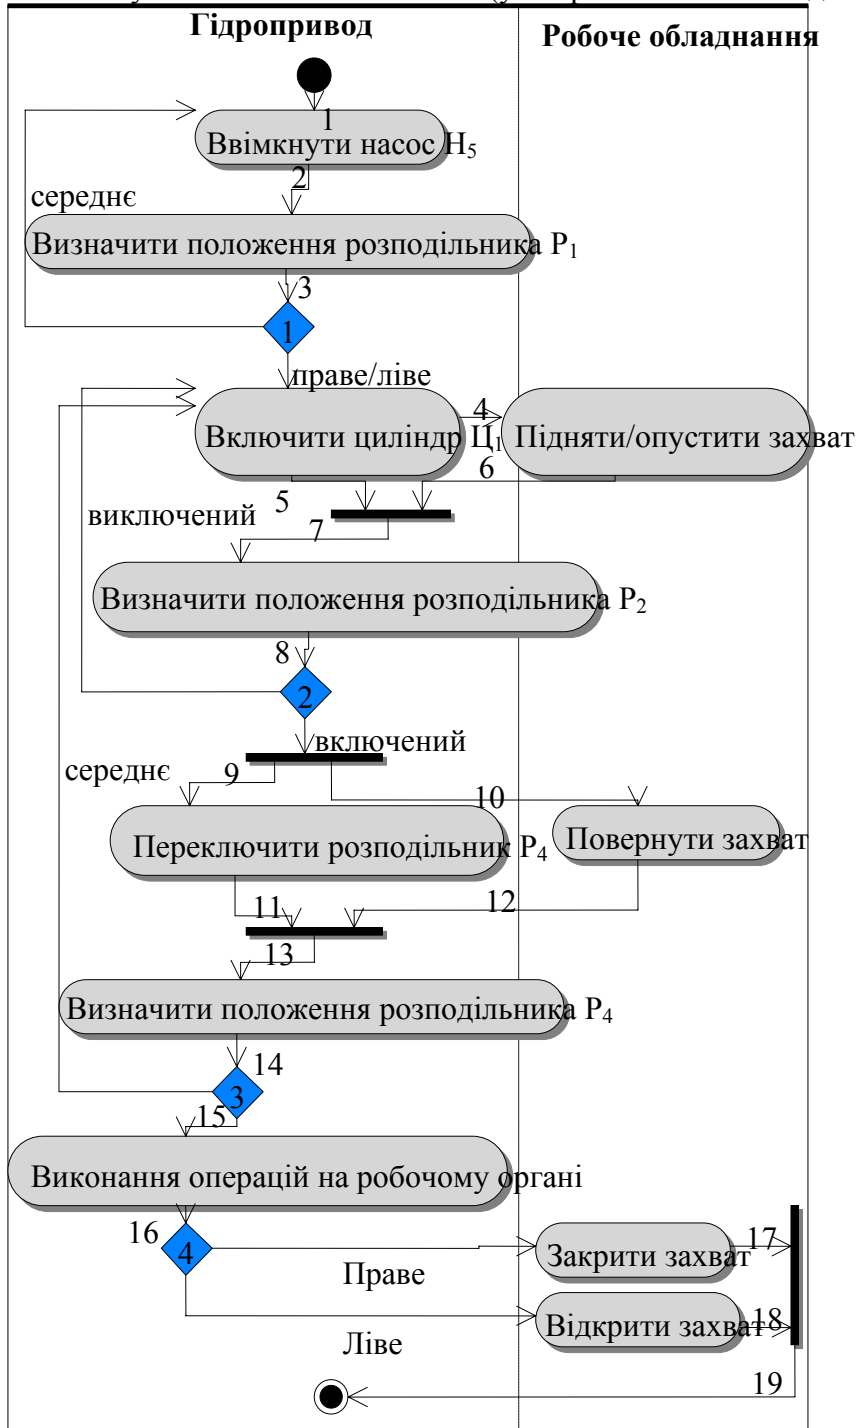 Гідропривод
Робоче обладнання
1
Ввімкнути насос Н5
2
середнє
Визначити положення розподільника Р1
3
1
праве/ліве
4
Включити циліндр Ц1
Підняти/опустити захват
5
6
виключений
7
Визначити положення розподільника Р2
8
2
включений
середнє
9
10
Переключити розподільник Р4
Повернути захват
11
12
13
Визначити положення розподільника Р4
14
3
15
Виконання операцій на робочому органі
16
4
17
Закрити захват
Праве
18
Відкрити захват
Ліве
19